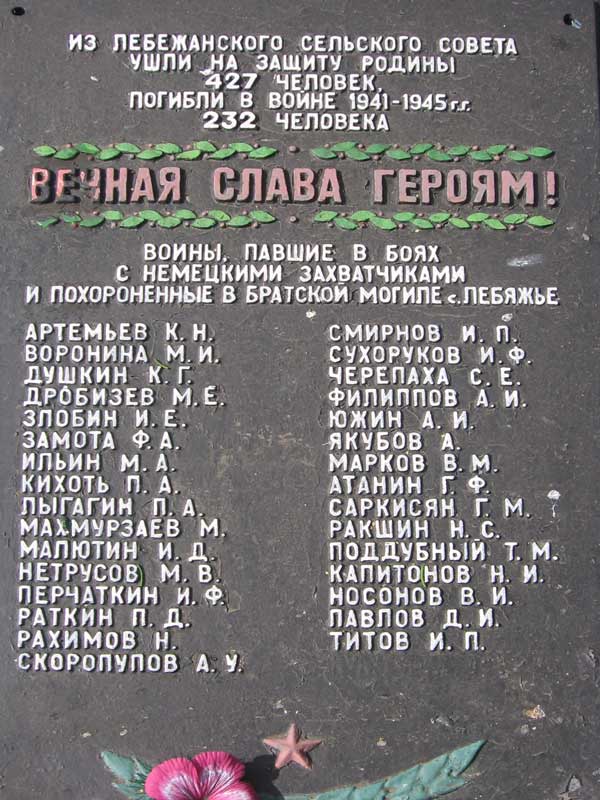 ИЗ ЛЕБЕЖАНСКОГО СЕЛЬСКОГО СОВЕТА
УШЛИ НА ЗАЩИТУ РОДИНЫ
427 ЧЕЛОВЕК,
ПОГИБЛИ В ВОЙНЕ 1941-1945 г.г.
232 ЧЕЛОВЕКА
ВЕЧНАЯ СЛАВА ГЕРОЯМ!
ВОИНЫ, ПАВШИЕ В БОЯХ
С НЕМЕЦКИМИ ЗАХВАТЧИКАМИ
И ПОХОРОНЕННЫЕ В БРАТСКОЙ МОГИЛЕ с. ЛЕБЯЖЬЕ
АРТЕМЬЕВ К. Н.
ВОРОНИНА М. И.
ДУШКИН К. Г.
ДРОБИЗЕВ М. Е.
ЗЛОБИН И. Е.
ЗАМОТА Ф. А.
ИЛЬИН М. А.
КИХОТЬ П. А.
ЛЫГАГИН П. А.
МАХМУРЗАЕВ М.
МАЛЮТИН И. Д.
НЕТРУСОВ М. В.
ПЕРЧАТКИН И. Ф.
РАТКИН П. Д.
РАХИМОВ Н.
СКОРОПУПОВ А. У.
СМИРНОВ И. П.
СУХОРУКОВ И. Ф.
ЧЕРЕПАХА С. Е.
ФИЛИППОВ А. И.
ЮЖИН А. И.
ЯКУБОВ А.
МАРКОВ В. М.
АТАНИН Г. Ф.
САРКИСЯН Г. М.
РАКШИН Н. С.
ПОДДУБНЫЙ Т. М.
КАПИТОНОВ Н. И.
НОСОНОВ В. И.
ПАВЛОВ Д. И.
ТИТОВ И. П.